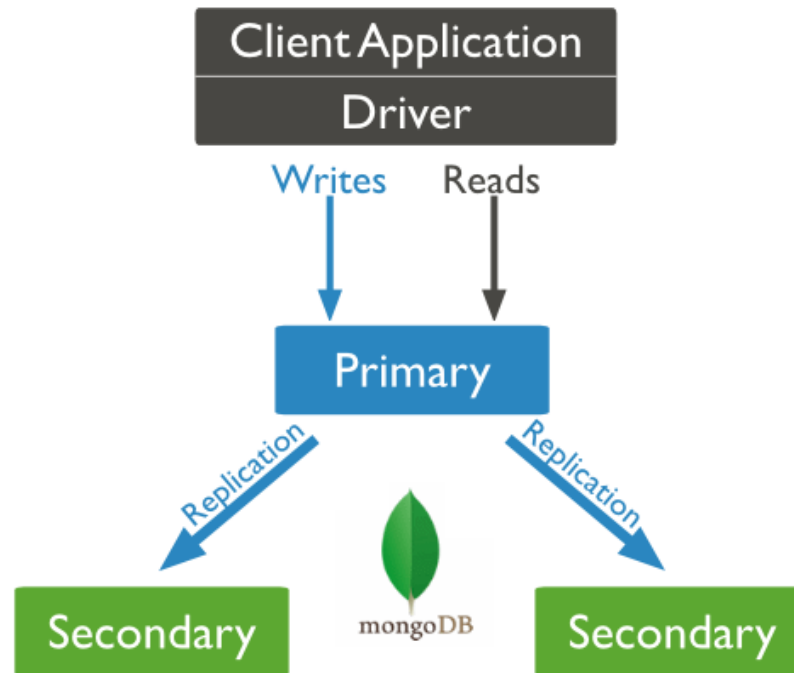 Client Application
Driver
Writes
Reads
Primary
Replication
Replication
Secondary
mongoDB
Secondary